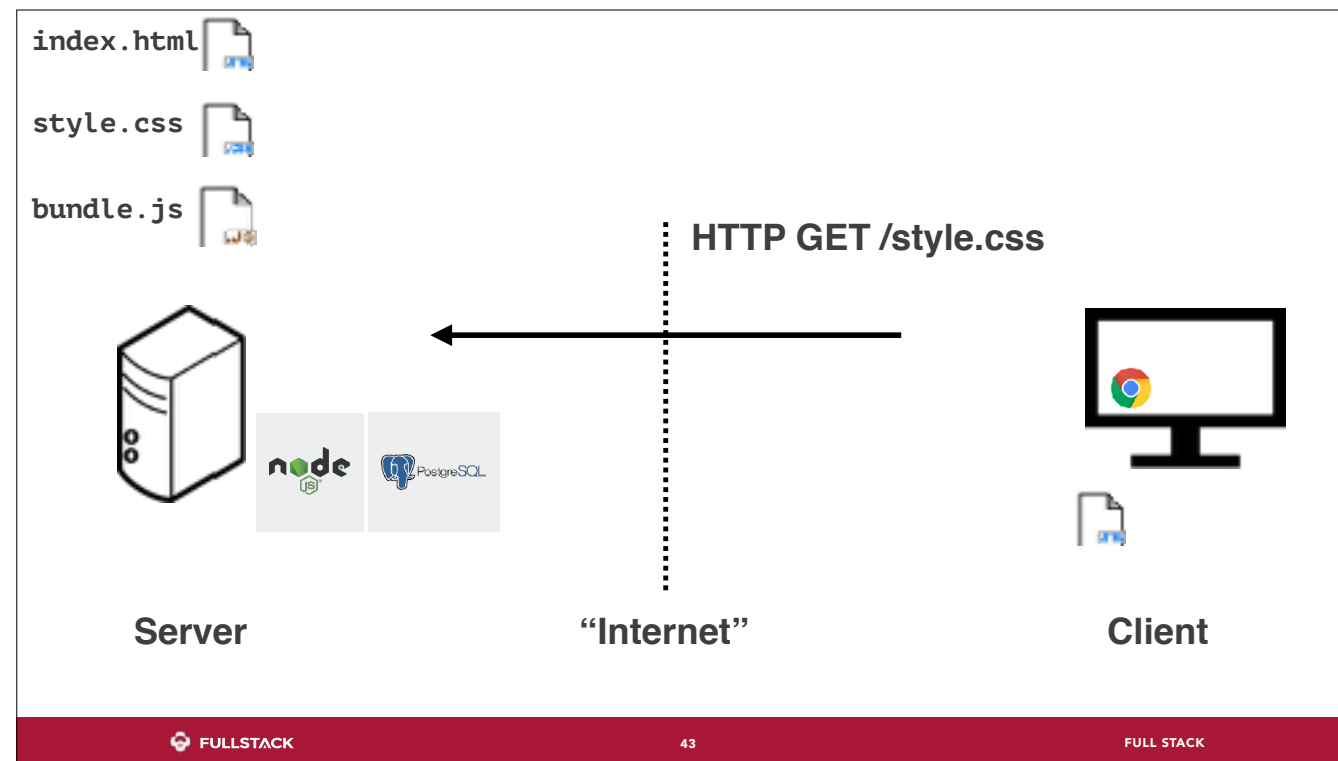 index.html
style.css
bundle.js
HTTP GET /style.css
node
JS
PostgreSQL
Server
“Internet”
Client
FULLSTACK
43
FULL STACK